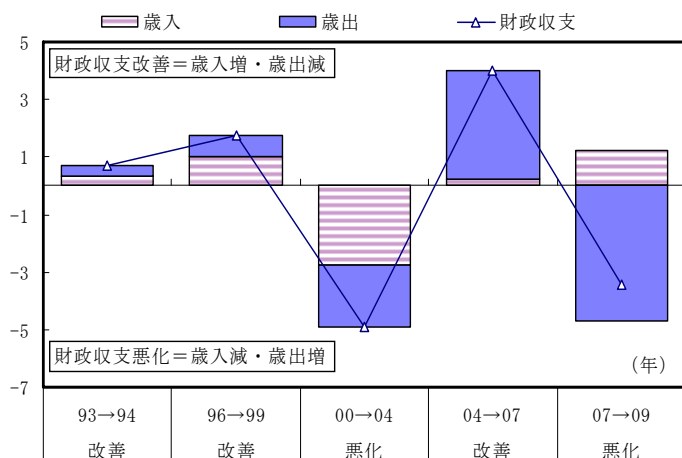 歳入 歳出 財政収支
5
財政収支改善＝歳入増・歳出減
3
1
-1
-3
-5
財政収支悪化＝歳入減・歳出増
(年)
-7
93→94 96→99 00→04 04→07 07→09
改善 改善 悪化 改善 悪化